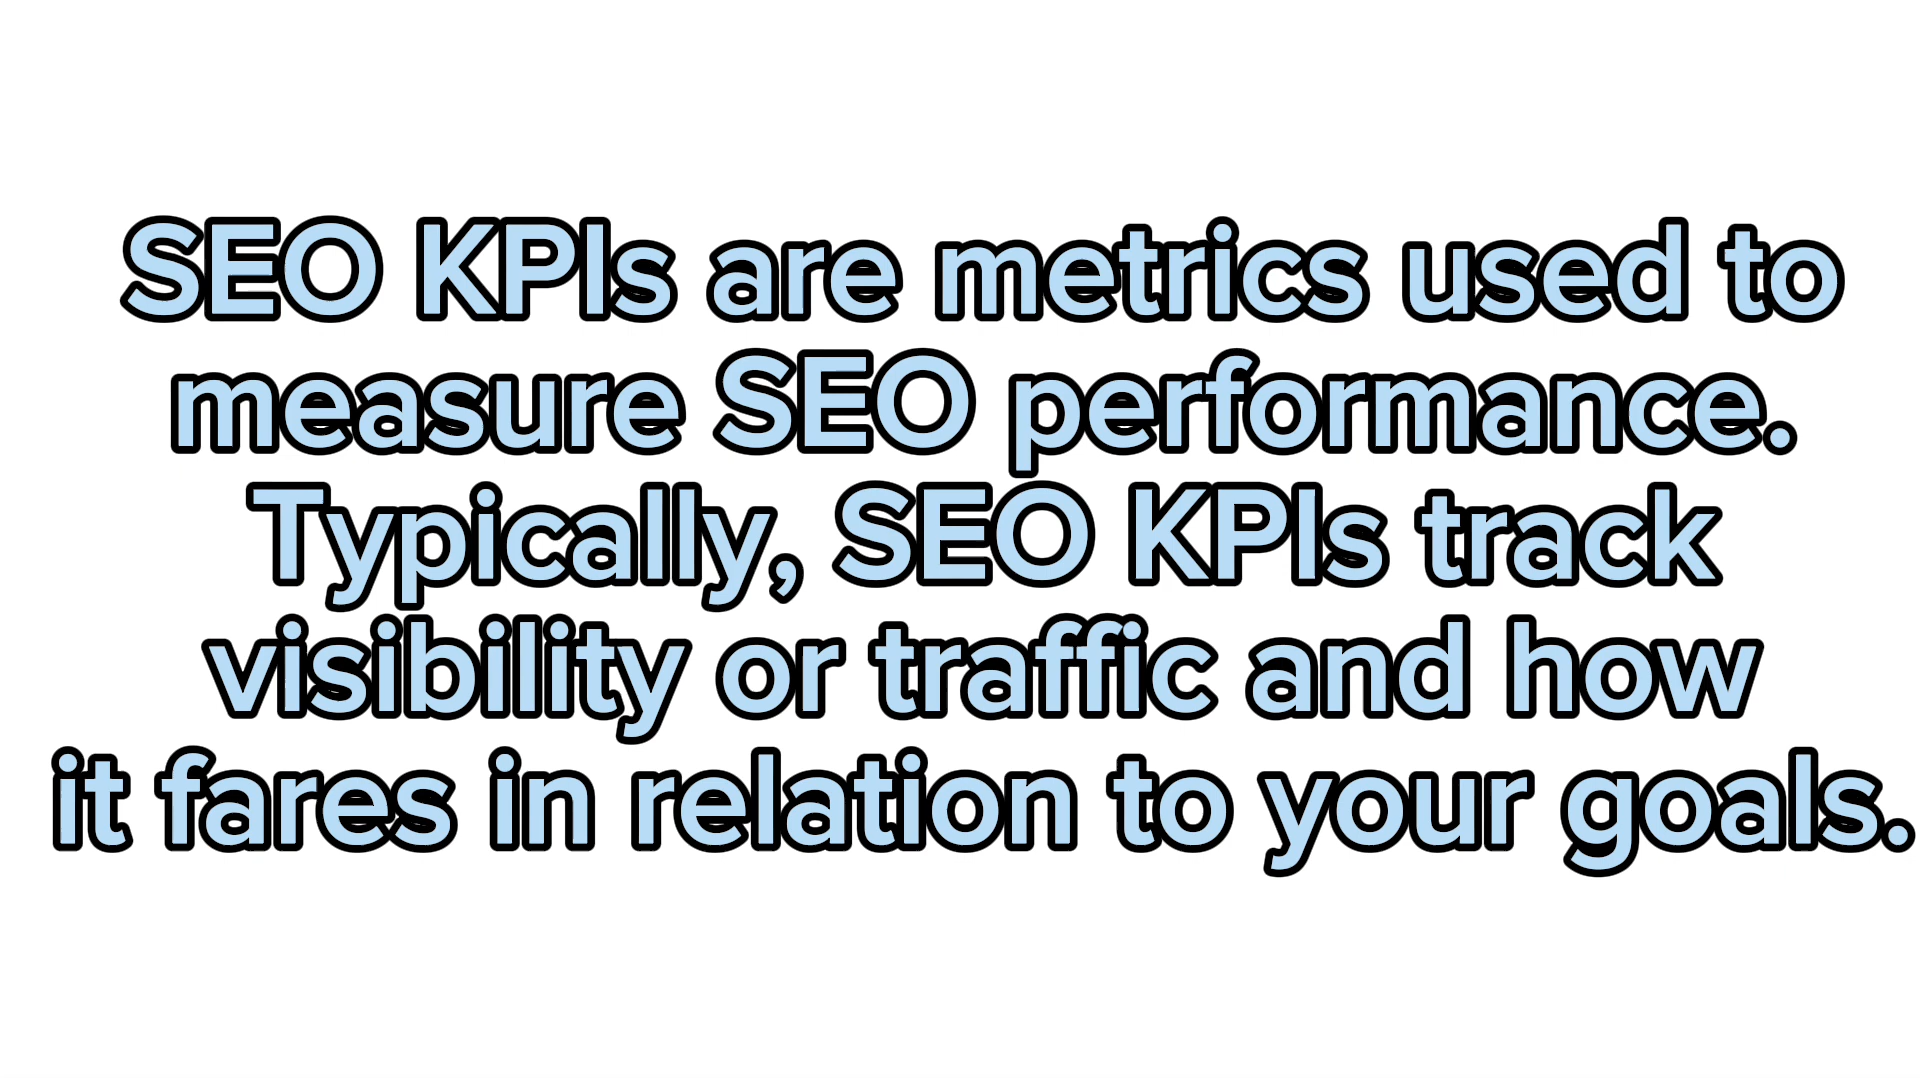 SEO KPIs are metrics used to
measure SEO performance.
Typically, SEO KPIs track
visibility or traffic and how
it fares in relation to your goals.